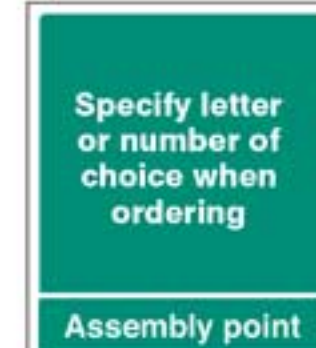 Specify letter
or number of
choice when
ordering
Assembly point